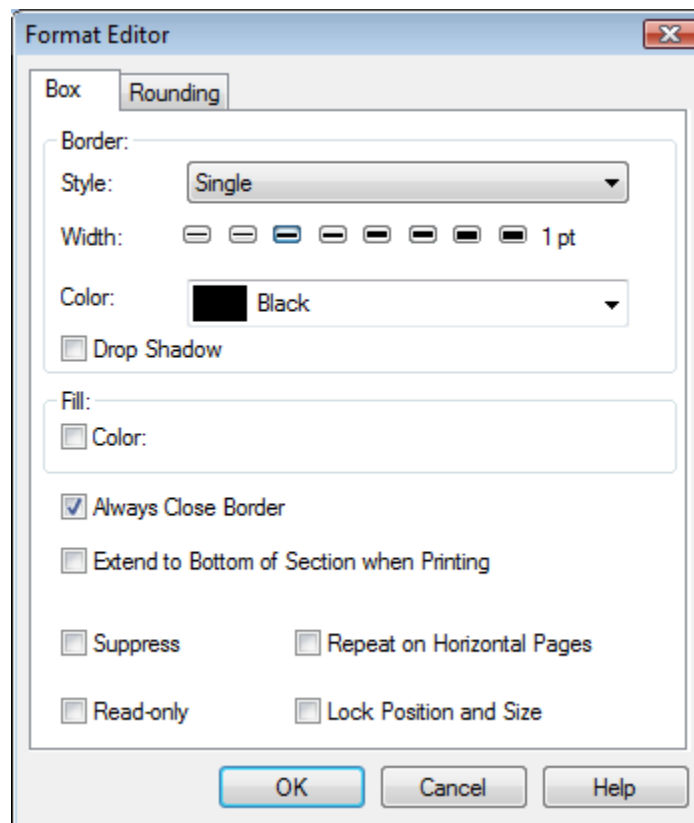 Format Editor
Box Rounding
Border:
Style: Single
Width: 1 pt
Color: Black
Drop Shadow
Fill:
Color:
Always Close Border
Extend to Bottom of Section when Printing
Suppress Repeat on Horizontal Pages
Read-only Lock Position and Size
OK Cancel Help